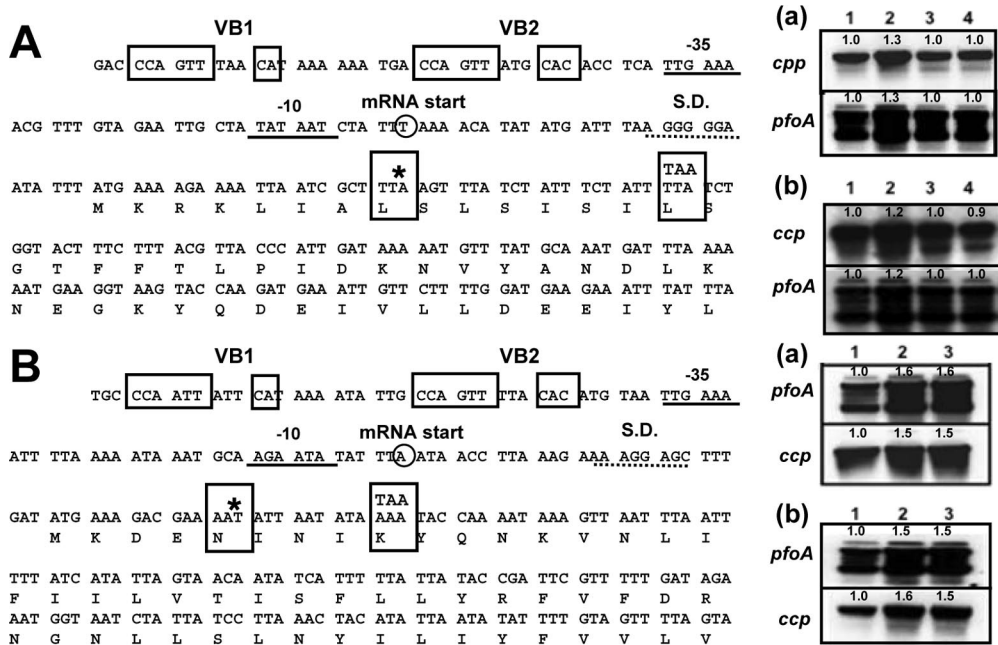 A
VB1 VB2
-35
GAC CCA GTT TAA CAT AAA AAA TGA CCA GTT ATG CAC ACC TCA TTG AAA
-10 mRNA start S.D.
ACG TTT GTA GAA TTG CTA TAT AAT CTA TTT AAA ACA TAT ATG ATT TAA GGG GGA
* TAA
ATA TTT ATG AAA AGA AAA TTA ATC GCT TTA AGT TTA TCT ATT TCT ATT TTA TCT
M K R K L I A L S L S I S I L S
GGT ACT TTC TTT ACG TTA CCC ATT GAT AAA AAT GTT TAT GCA AAT GAT TTA AAA
G T F F T L P I D K N V Y A N D L K
AAT GAA GGT AAG TAC CAA GAT GAA ATT GTT CTT TTG GAT GAA GAA ATT TAT TTA
N E G K Y Q D E I V L L D E E I Y L
(a)
1 2 3 4
cpp 1.0 1.3 1.0 1.0
pfoA 1.0 1.3 1.0 1.0
(b)
1 2 3 4
ccp 1.0 1.2 1.0 0.9
pfoA 1.0 1.2 1.0 1.0
B
VB1 VB2
-35
TGC CCA ATT ATT CAT AAA ATA TTG CCA GTT TTA CAC ATG TAA TTG AAA
-10 mRNA start S.D.
ATT TTA AAA ATA AAT GCA AGA ATA TAT TTA ATA ACC TTA AAG AAA AGG AGC TTT
* TAA
GAT ATG AAA GAC GAA AAT ATT AAT ATA AAA TAC CAA AAT AAA GTT AAT TTA ATT
M K D E N I N I K Y Q N K V N L I
TTT ATC ATA TTA GTA ACA ATA TCA TTT TTA TTA TAC CGA TTC GTT TTT GAT AGA
F I I L V T I S F L L Y R F V F D R
AAT GGT AAT CTA TTA TCC TTA AAC TAC ATA TTA ATA TAT TTT GTA GTT TTA GTA
N G N L L S L N Y I L I Y F V V L V
(a)
1 2 3
pfoA 1.0 1.6 1.6
ccp 1.0 1.5 1.5
(b)
1 2 3
pfoA 1.0 1.5 1.5
ccp 1.0 1.6 1.5